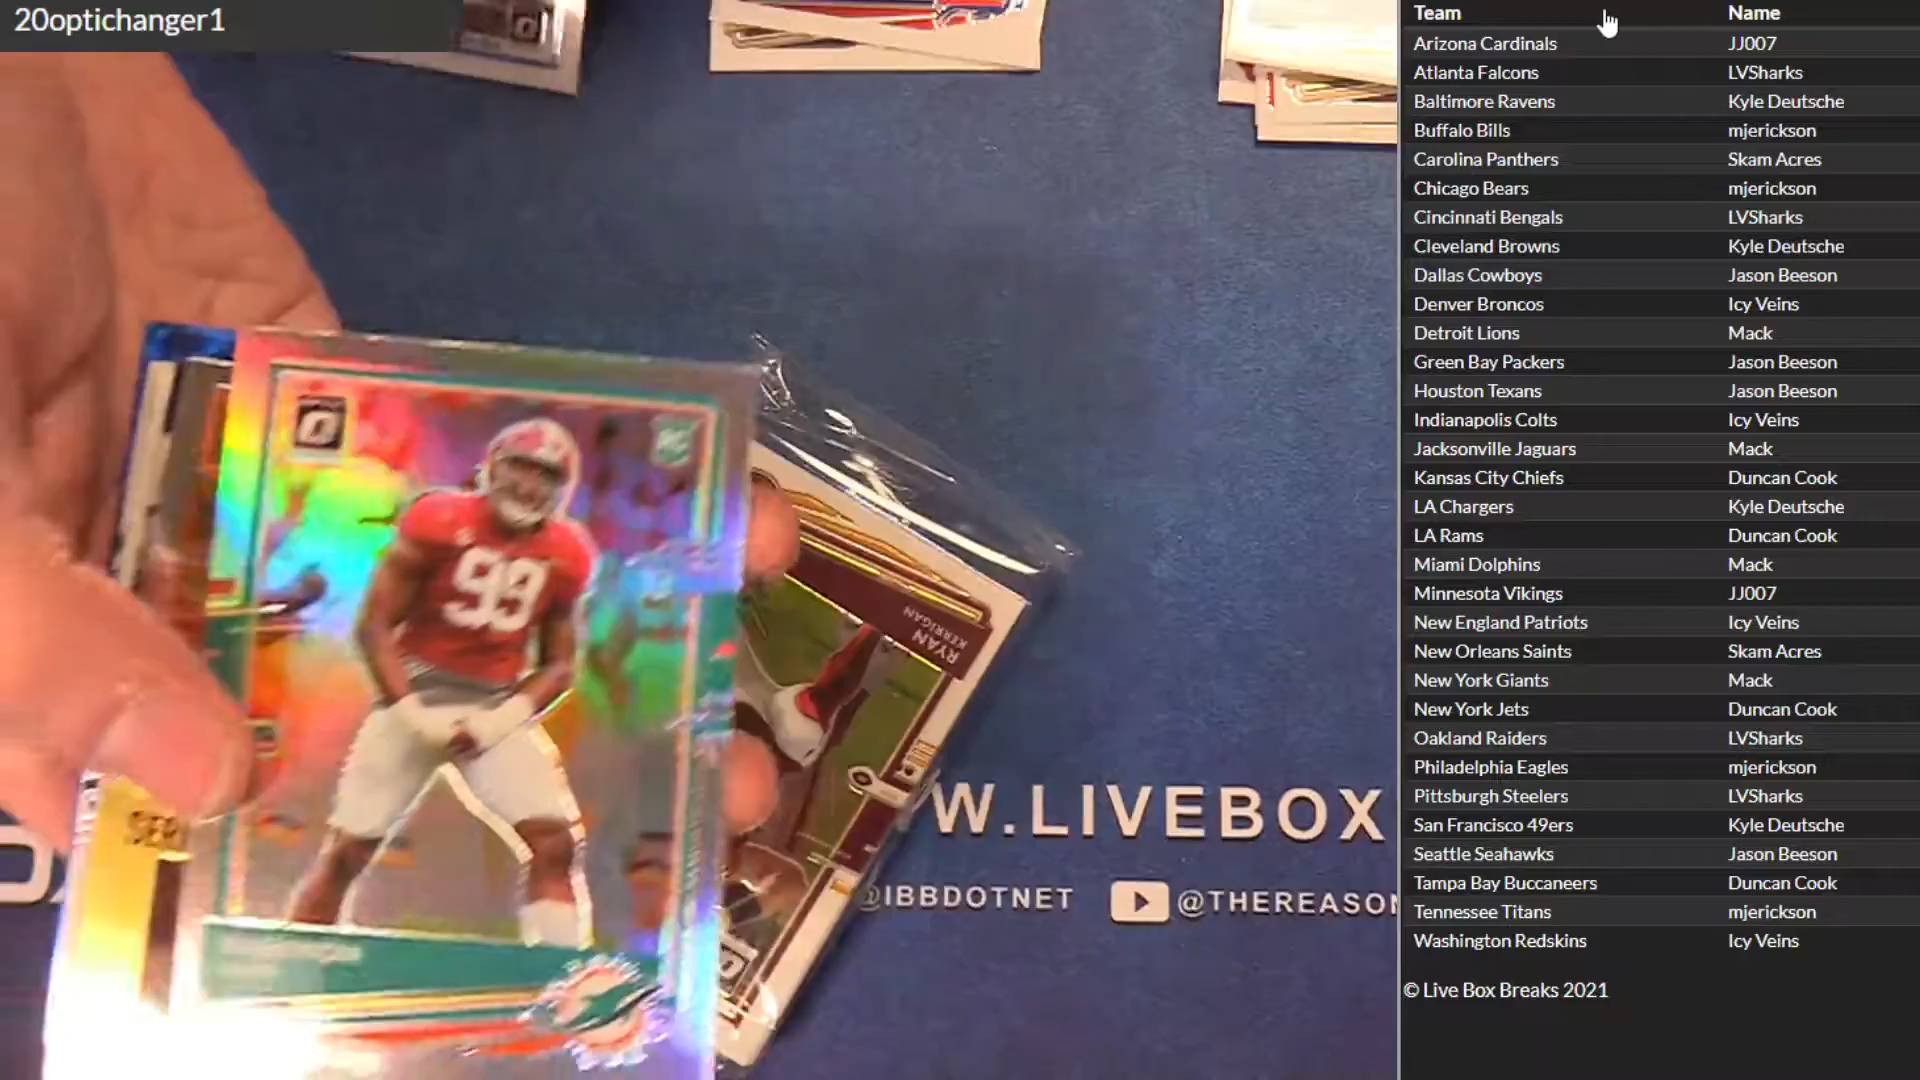 20optichanger1
Team Name
Arizona Cardinals JJ007
Atlanta Falcons LVSharks
Baltimore Ravens Kyle Deutsche
Buffalo Bills mjerickson
Carolina Panthers Skam Acres
Chicago Bears mjerickson
Cincinnati Bengals LVSharks
Cleveland Browns Kyle Deutsche
Dallas Cowboys Jason Beeson
Denver Broncos Icy Veins
Detroit Lions Mack
Green Bay Packers Jason Beeson
Houston Texans Jason Beeson
Indianapolis Colts Icy Veins
Jacksonville Jaguars Mack
Kansas City Chiefs Duncan Cook
LA Chargers Kyle Deutsche
LA Rams Duncan Cook
Miami Dolphins Mack
Minnesota Vikings JJ007
New England Patriots Icy Veins
New Orleans Saints Skam Acres
New York Giants Mack
New York Jets Duncan Cook
Oakland Raiders LVSharks
Philadelphia Eagles mjerickson
Pittsburgh Steelers LVSharks
San Francisco 49ers Kyle Deutsche
Seattle Seahawks Jason Beeson
Tampa Bay Buccaneers Duncan Cook
Tennessee Titans mjerickson
Washington Redskins Icy Veins
© Live Box Breaks 2021
93
RYAN
KERRIGAN
W.LIVEBOX
@IBBDOTNET @THEREASON
SER